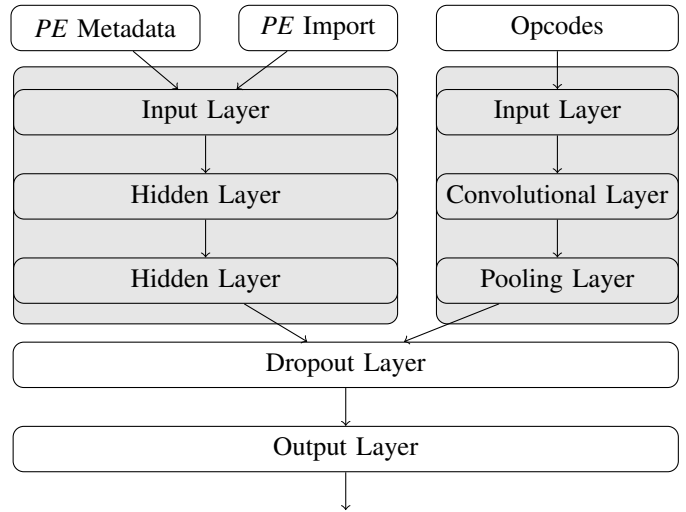 PE Metadata
PE Import
Opcodes
Input Layer
Input Layer
Hidden Layer
Convolutional Layer
Hidden Layer
Pooling Layer
Dropout Layer
Output Layer